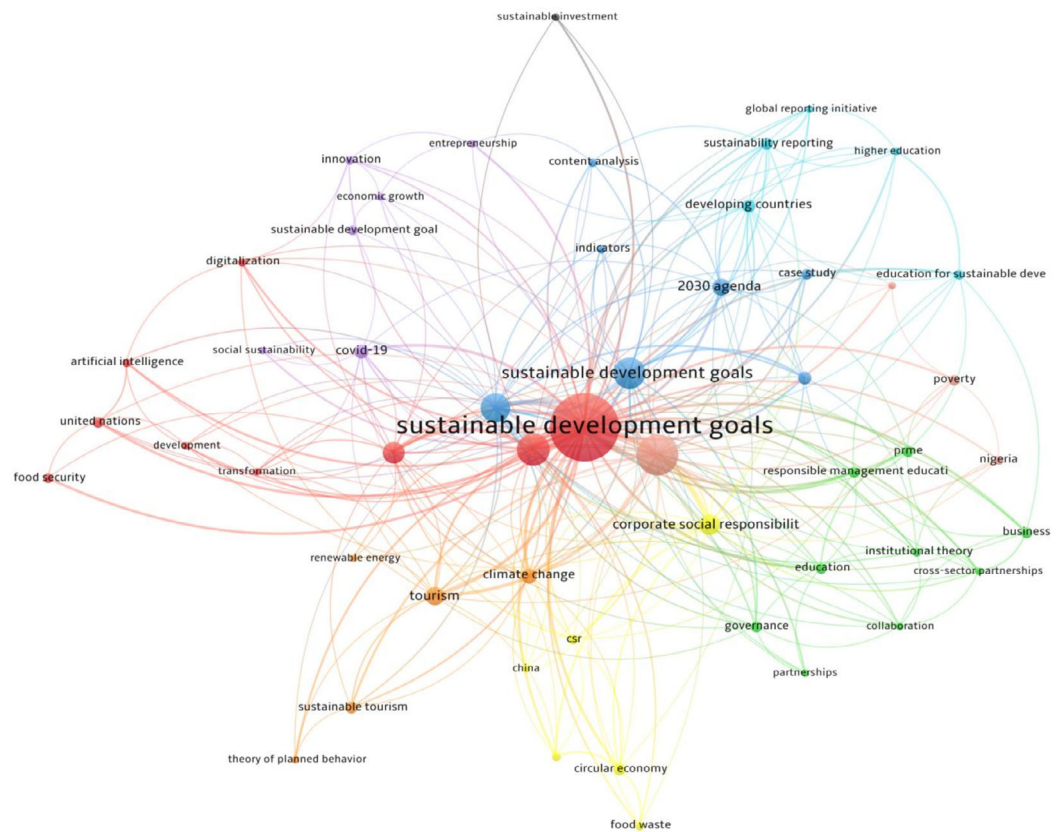 sustainable investment
global reporting initiative
entrepreneurship
sustainability reporting
higher education
innovation
content analysis
economic growth
developing countries
sustainable development goal
indicators
digitalization
case study
education for sustainable deve
2030 agenda
social sustainability
covid-19
artificial intelligence
sustainable development goals
poverty
united nations
sustainable development goals
development
prme
nigeria
transformation
responsible management educati
food security
corporate social responsibilit
business
institutional theory
renewable energy
education
cross-sector partnerships
climate change
tourism
governance
collaboration
csr
china
partnerships
sustainable tourism
theory of planned behavior
circular economy
food waste